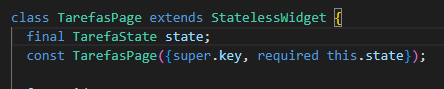 class TarefasPage extends StatelessWidget {
final TarefaState state;
const TarefasPage({super.key, required this.state});